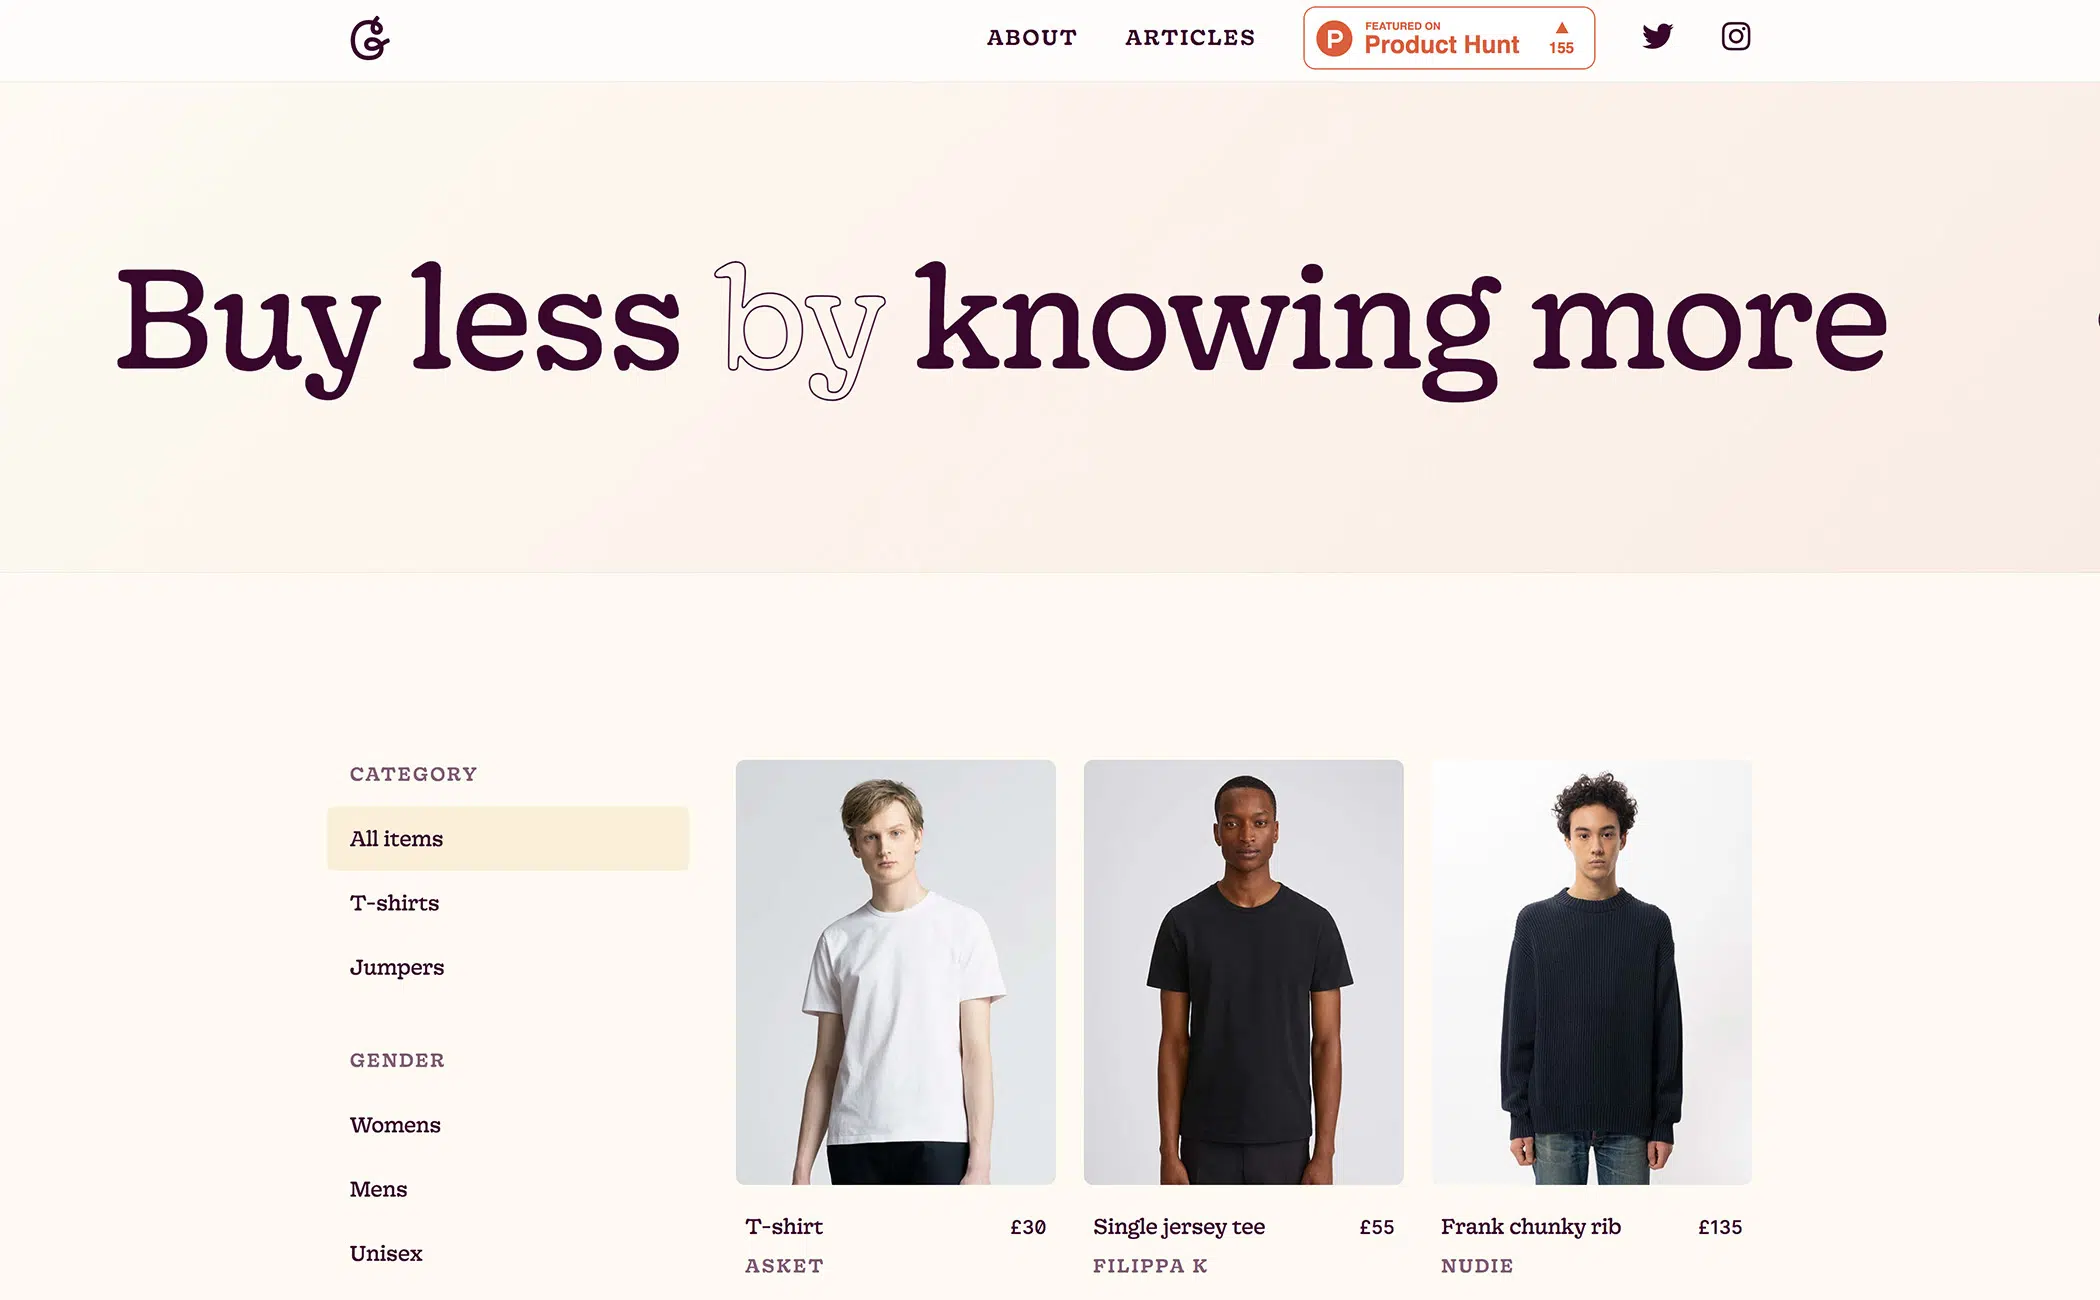 ABOUT
ARTICLES
FEATURED ON
Product Hunt
155
Buy less by knowing more
CATEGORY
All items
T-shirts
Jumpers
GENDER
Womens
Mens
Unisex
T-shirt £30
ASKET
Single jersey tee £55
FILIPPA K
Frank chunky rib £135
NUDIE